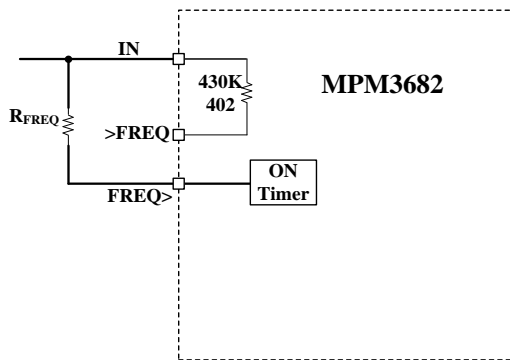 IN
430K
402
MPM3682
RFREQ
>FREQ
ON
Timer
FREQ>